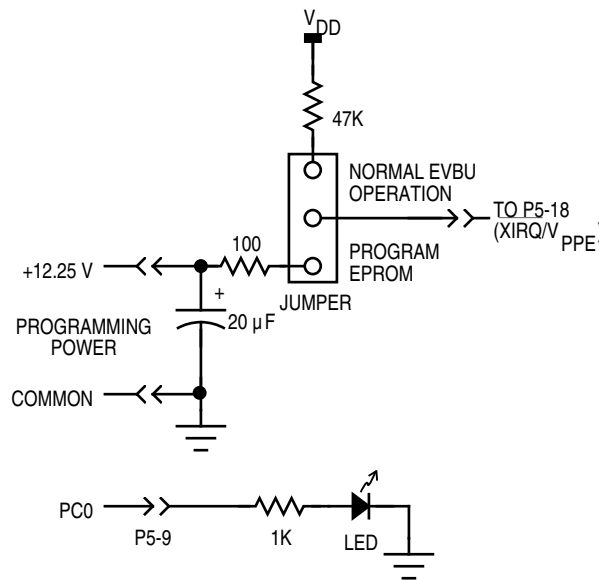 VDD
47K
NORMAL EVBU
OPERATION
TO P5-18
(XIRQ/VPPE
100
PROGRAM
EPROM
+12.25 V
JUMPER
+
20 µF
PROGRAMMING
POWER
COMMON
PC0
P5-9
1K
LED